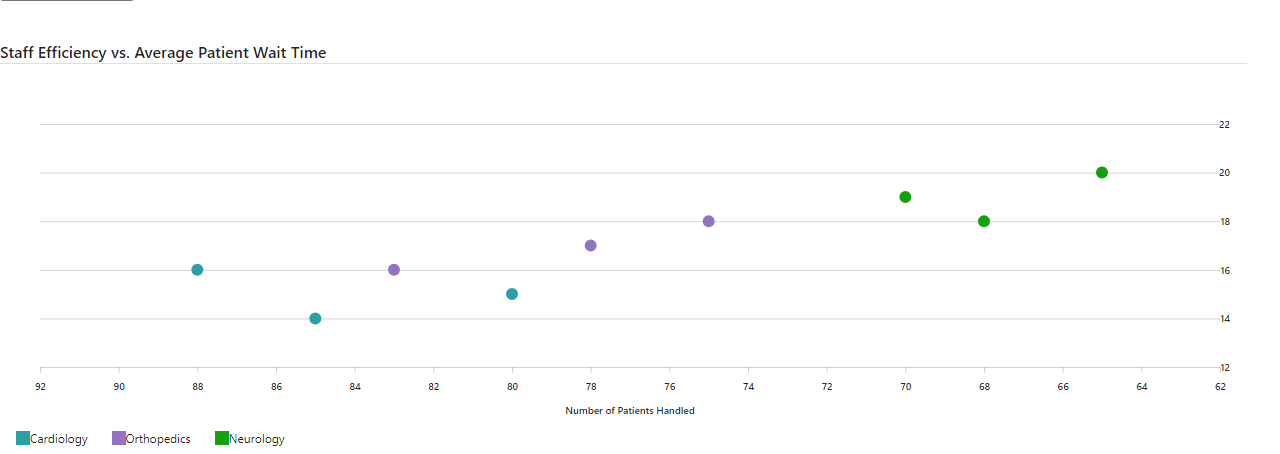 Staff Efficiency vs. Average Patient Wait Time
22
20
18
16
14
12
92 90 88 86 84 82 80 78 76 74 72 70 68 66 64 62
Number of Patients Handled
Cardiology Orthopedics Neurology